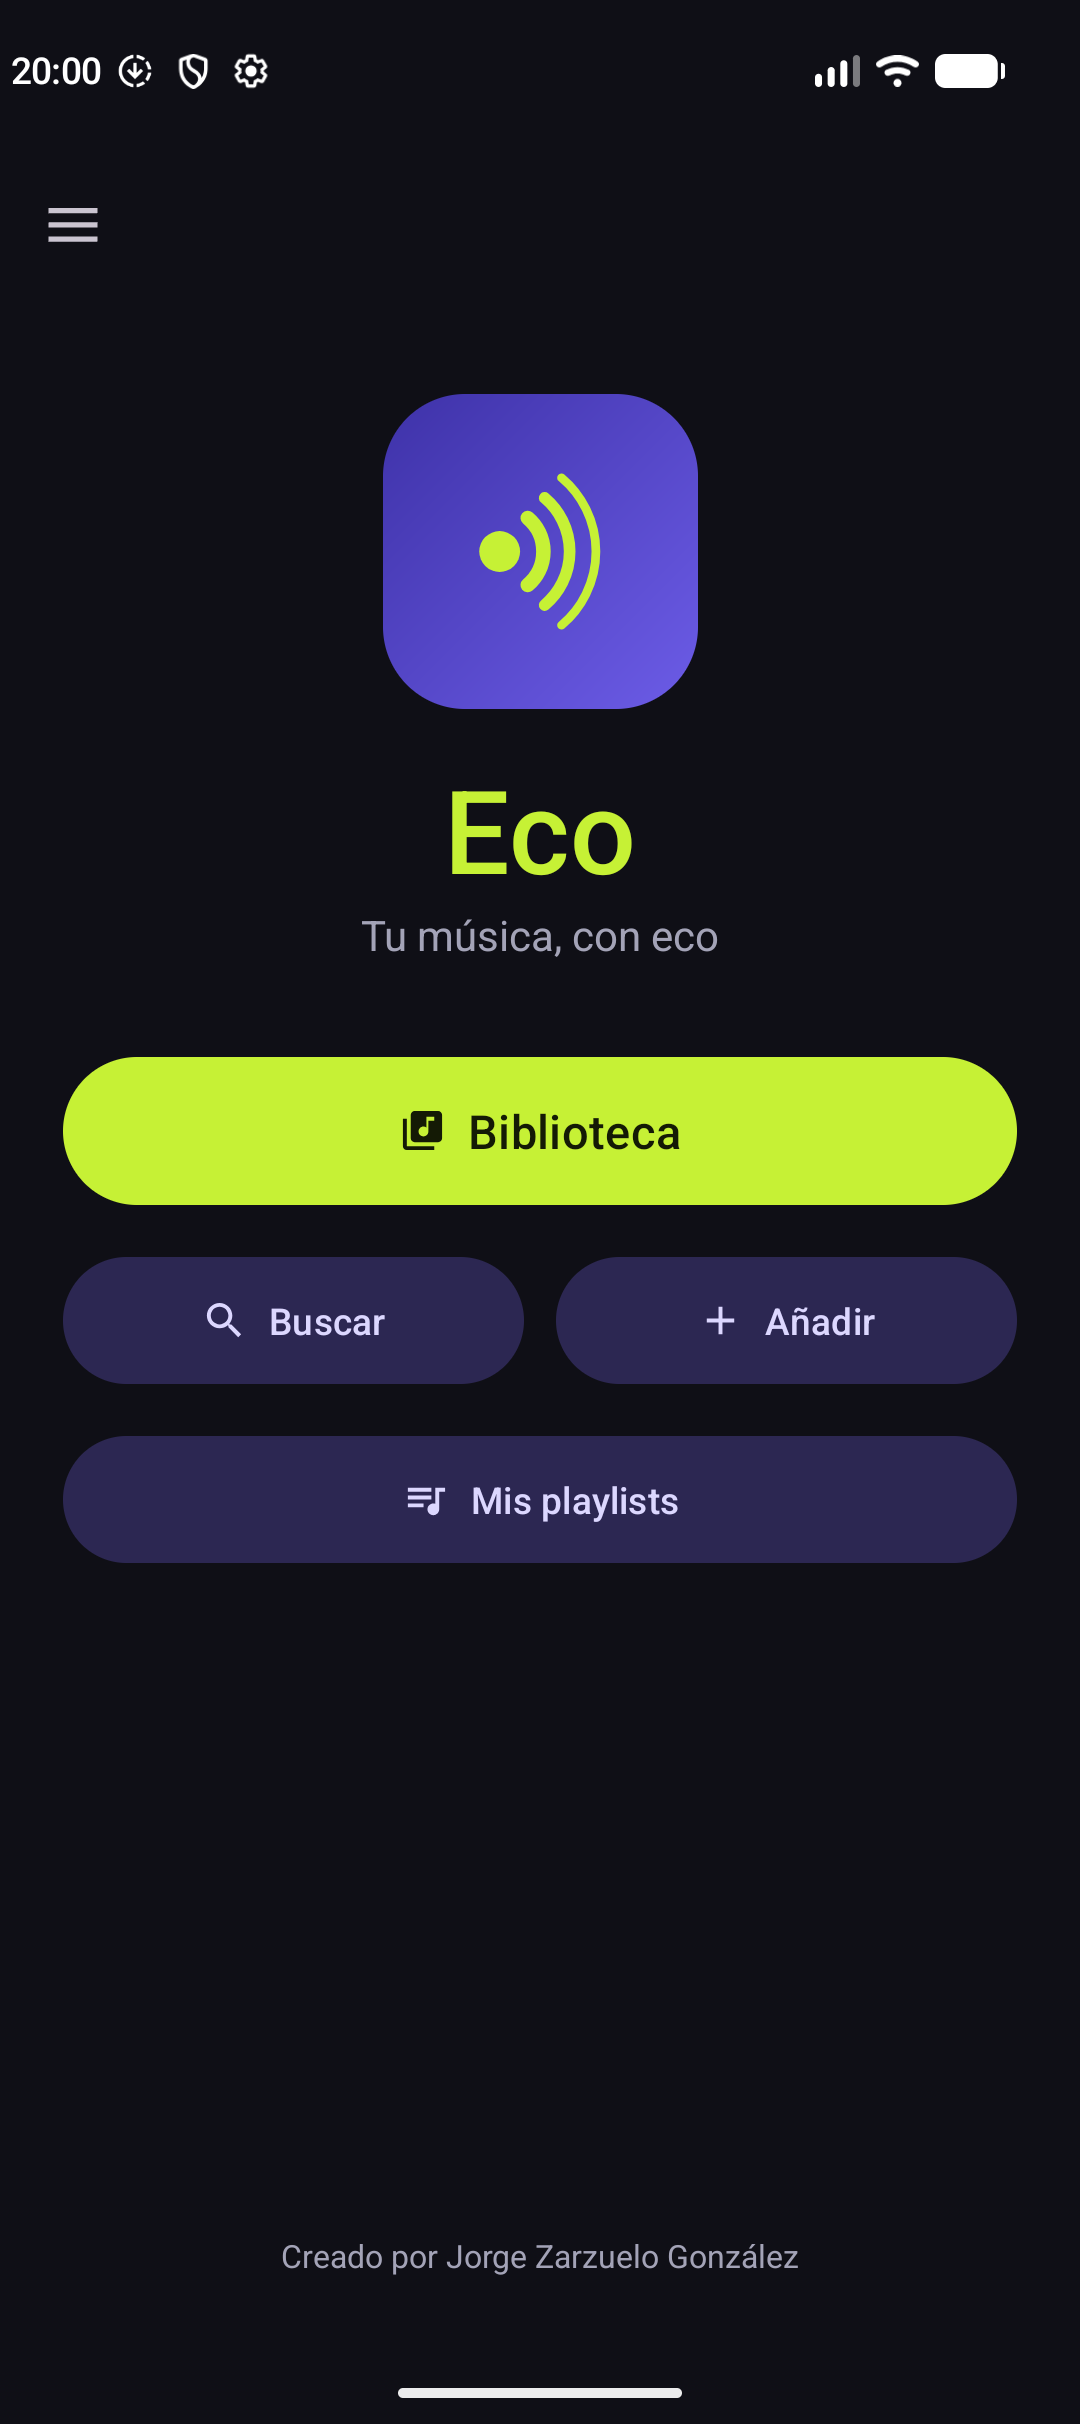 20:00
Eco
Tu música, con eco
Biblioteca
Buscar
Añadir
Mis playlists
Creado por Jorge Zarzuelo González